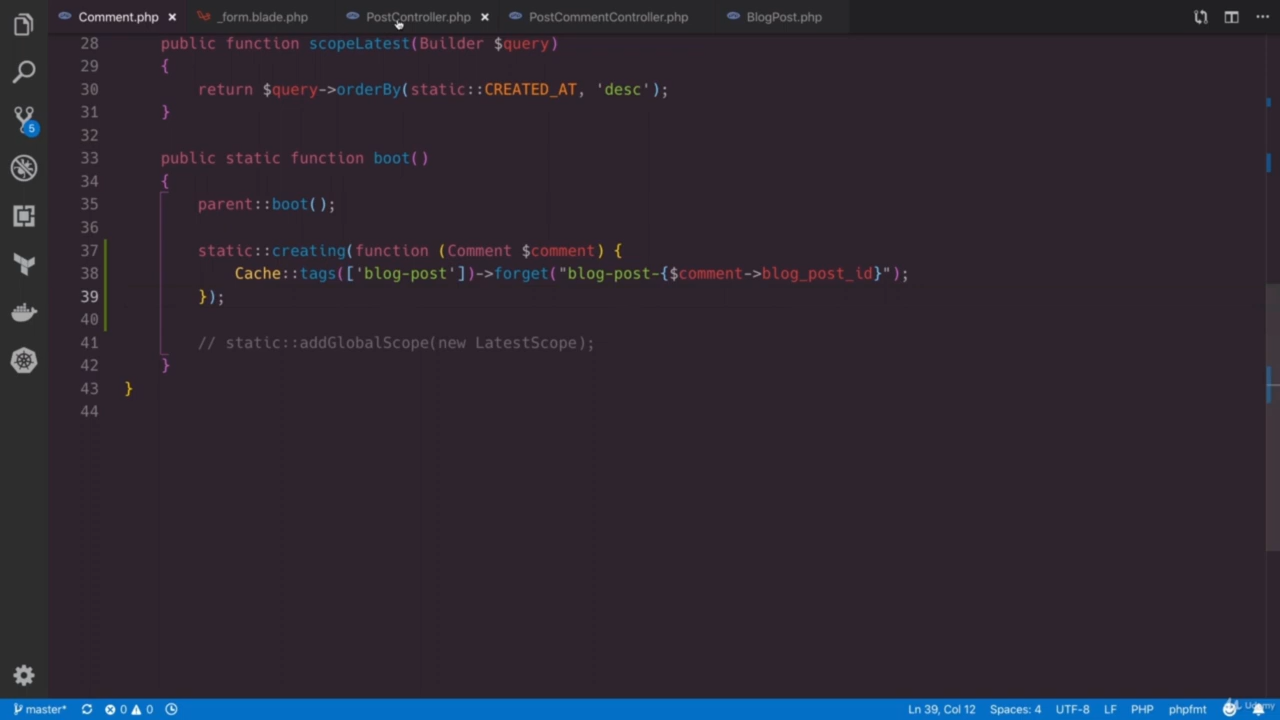 Comment.php × _form.blade.php PostController.php × PostCommentController.php BlogPost.php
28 public function scopeLatest(Builder $query)
29 {
30 return $query->orderBy(static::CREATED_AT, 'desc');
31 }
32
33 public static function boot()
34 {
35 parent::boot();
36
37 static::creating(function (Comment $comment) {
38 Cache::tags(['blog-post'])->forget("blog-post-{$comment->blog_post_id}");
39 });
40
41 // static::addGlobalScope(new LatestScope);
42 }
43 }
44
5
master* 0 0 Ln 39, Col 12 Spaces: 4 UTF-8 LF PHP phpfmt
Udemy